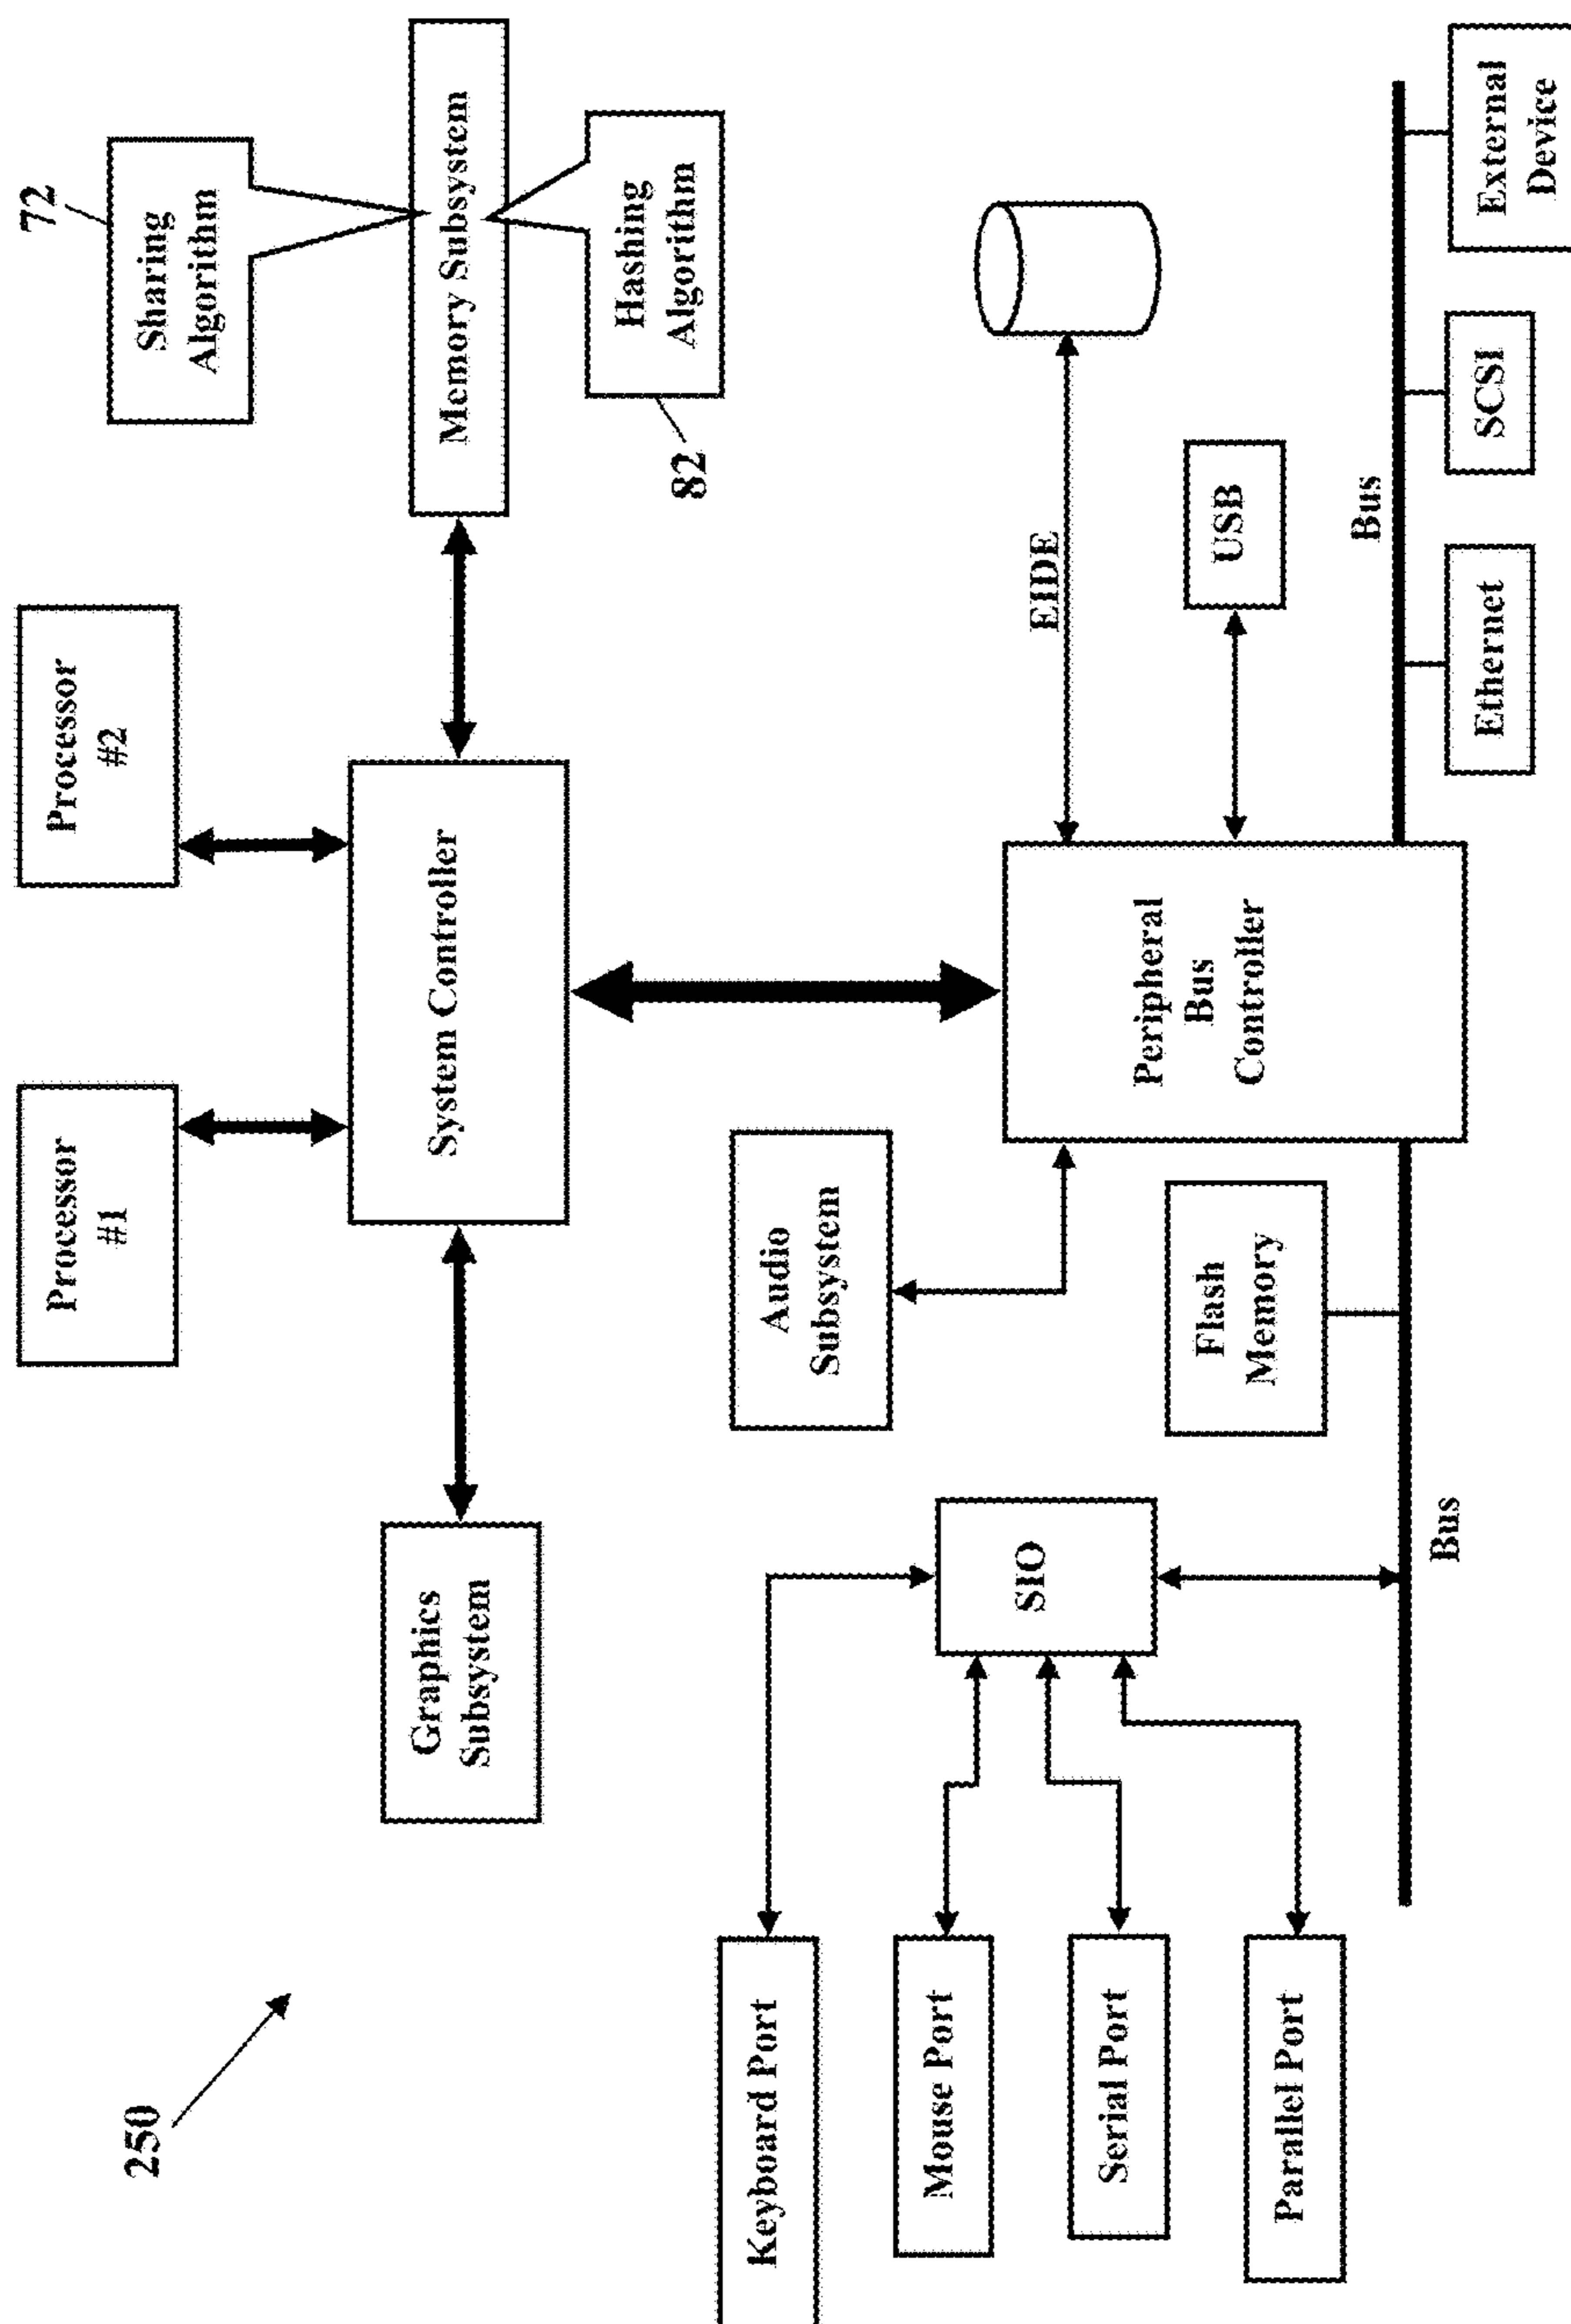 250
Processor
#1
Processor
#2
72
Sharing
Algorithm
Graphics
Subsystem
System Controller
Memory Subsystem
82
Hashing
Algorithm
Keyboard Port
Mouse Port
Serial Port
Parallel Port
SIO
Audio
Subsystem
Flash
Memory
Peripheral
Bus
Controller
EIDE
USB
Bus
Bus
Ethernet
SCSI
External
Device